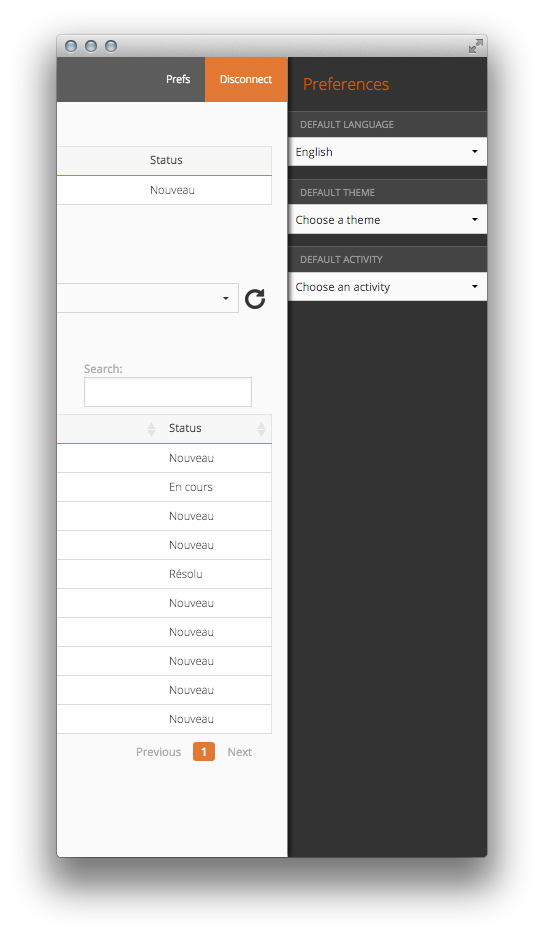 Prefs
Disconnect
Status
Nouveau
Search:
Status
Nouveau
En cours
Nouveau
Nouveau
Résolu
Nouveau
Nouveau
Nouveau
Nouveau
Nouveau
Previous 1 Next
Preferences
DEFAULT LANGUAGE
English
DEFAULT THEME
Choose a theme
DEFAULT ACTIVITY
Choose an activity